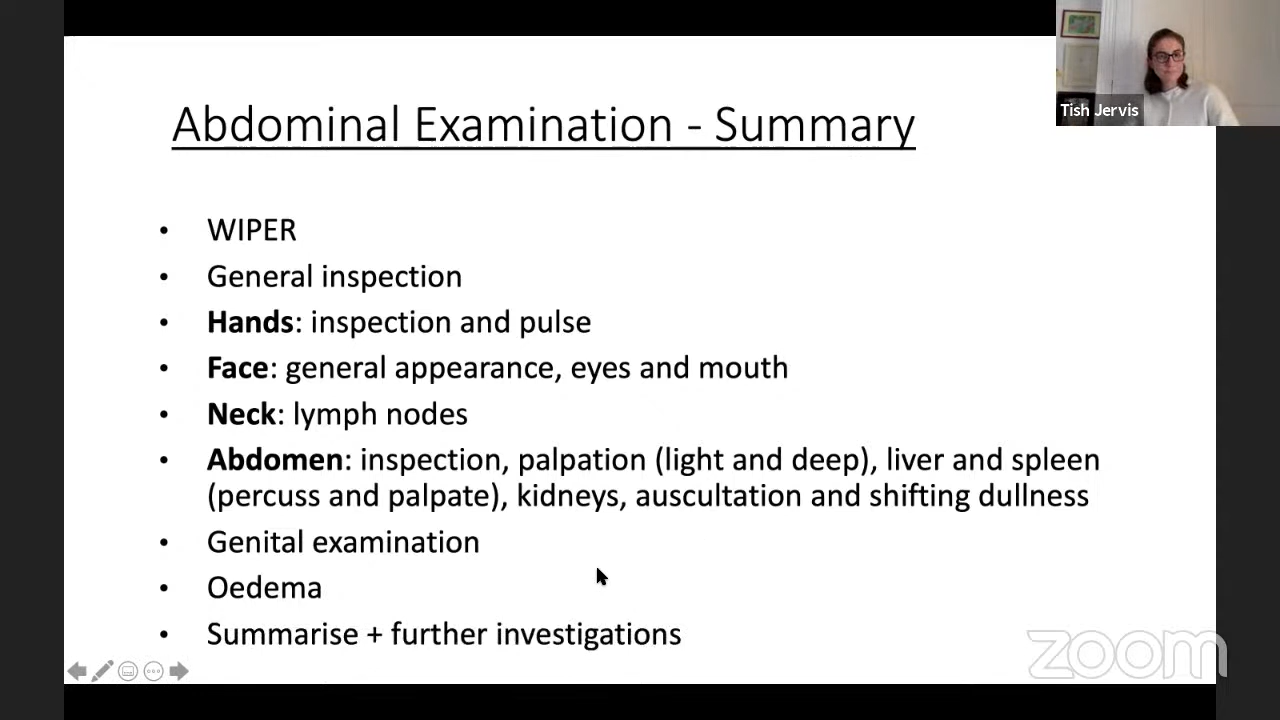 Tish Jervis
Abdominal Examination - Summary
• WIPER
• General inspection
• Hands: inspection and pulse
• Face: general appearance, eyes and mouth
• Neck: lymph nodes
• Abdomen: inspection, palpation (light and deep), liver and spleen
(percuss and palpate), kidneys, auscultation and shifting dullness
• Genital examination
• Oedema
• Summarise + further investigations
zoom